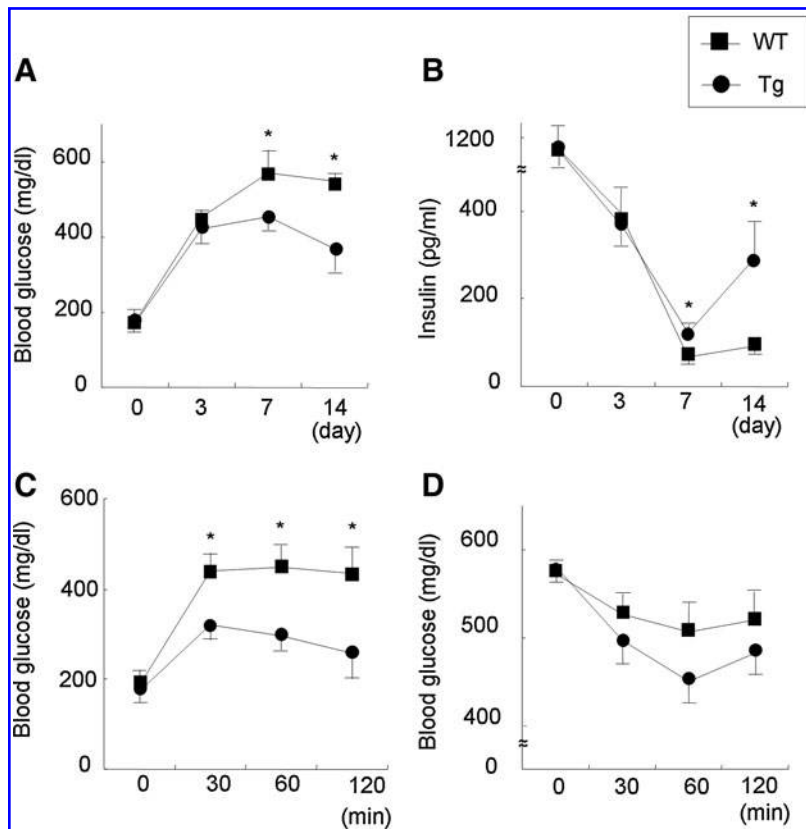 WT
Tg
A
Blood glucose (mg/dl)
600
400
200
0
* *
0 3 7 14
(day)
B
Insulin (pg/ml)
1200
400
200
0
* *
0 3 7 14
(day)
C
Blood glucose (mg/dl)
600
400
200
0
* * *
0 30 60 120
(min)
D
Blood glucose (mg/dl)
600
500
400
0
0 30 60 120
(min)